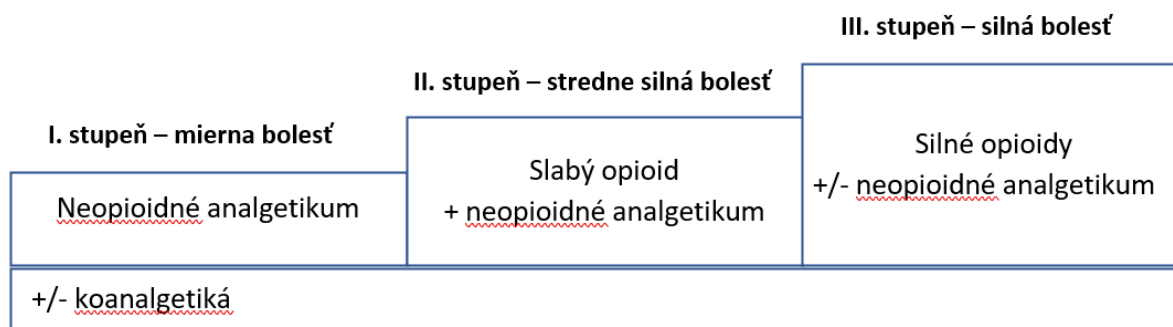 I. stupeň – mierna bolesť
Neopioidné analgetikum
II. stupeň – stredne silná bolesť
Slabý opioid
+ neopioidné analgetikum
III. stupeň – silná bolesť
Silné opioidy
+/- neopioidné analgetikum
+/- koanalgetiká